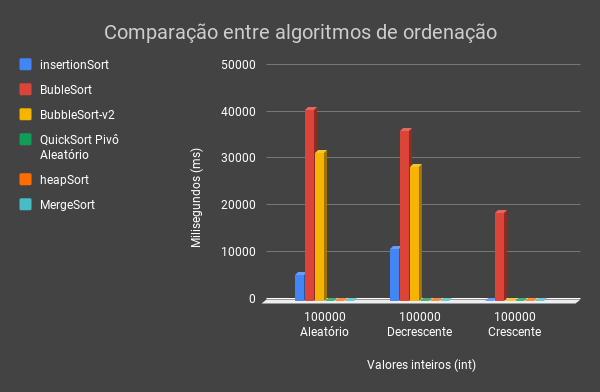 Comparação entre algoritmos de ordenação
insertionSort
BubleSort
BubbleSort-v2
QuickSort Pivô
Aleatório
heapSort
MergeSort
Milisegundos (ms)
50000
40000
30000
20000
10000
0
100000
Aleatório
100000
Decrescente
100000
Crescente
Valores inteiros (int)